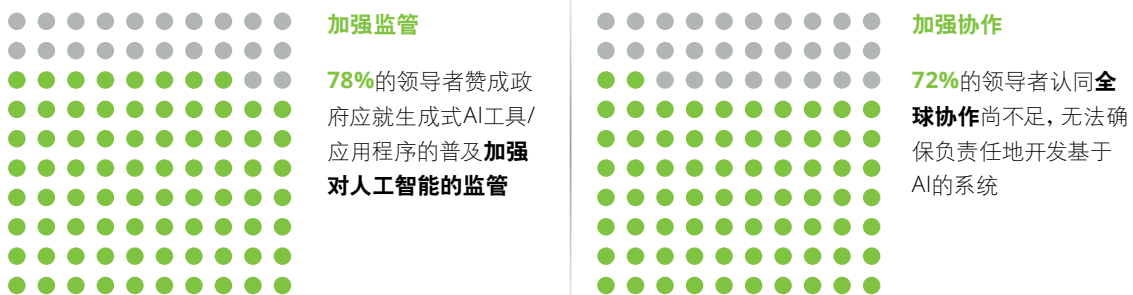 加强监管
78%的领导者赞成政
府应就生成式AI工具/
应用程序的普及加强
对人工智能的监管
加强协作
72%的领导者认同全
球协作尚不足，无法确
保负责任地开发基于
AI的系统